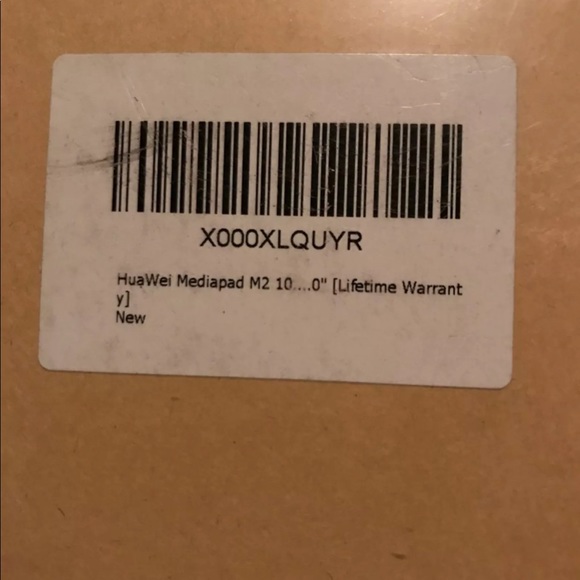 X000XLQUYR
HuaWei Mediapad M2 10....0" [Lifetime Warrant
y]
New